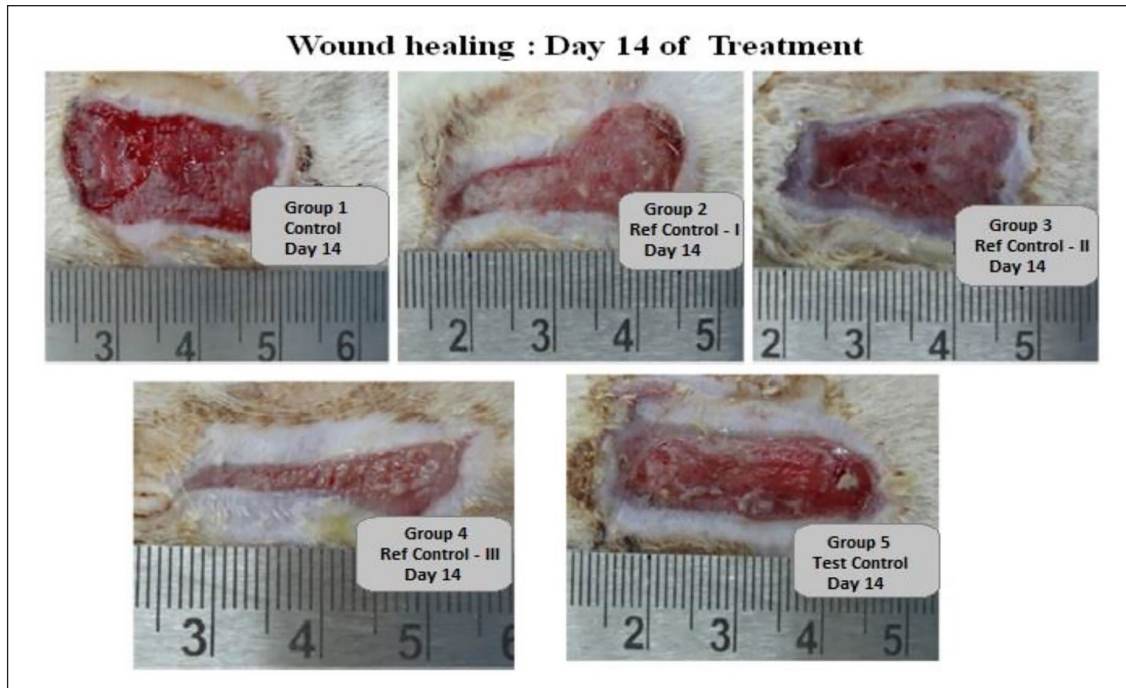 Wound healing : Day 14 of Treatment
Group 1
Control
Day 14
3 4 5 6
Group 2
Ref Control - I
Day 14
2 3 4 5
Group 3
Ref Control - II
Day 14
2 3 4 5
Group 4
Ref Control - III
Day 14
3 4 5 6
Group 5
Test Control
Day 14
2 3 4 5